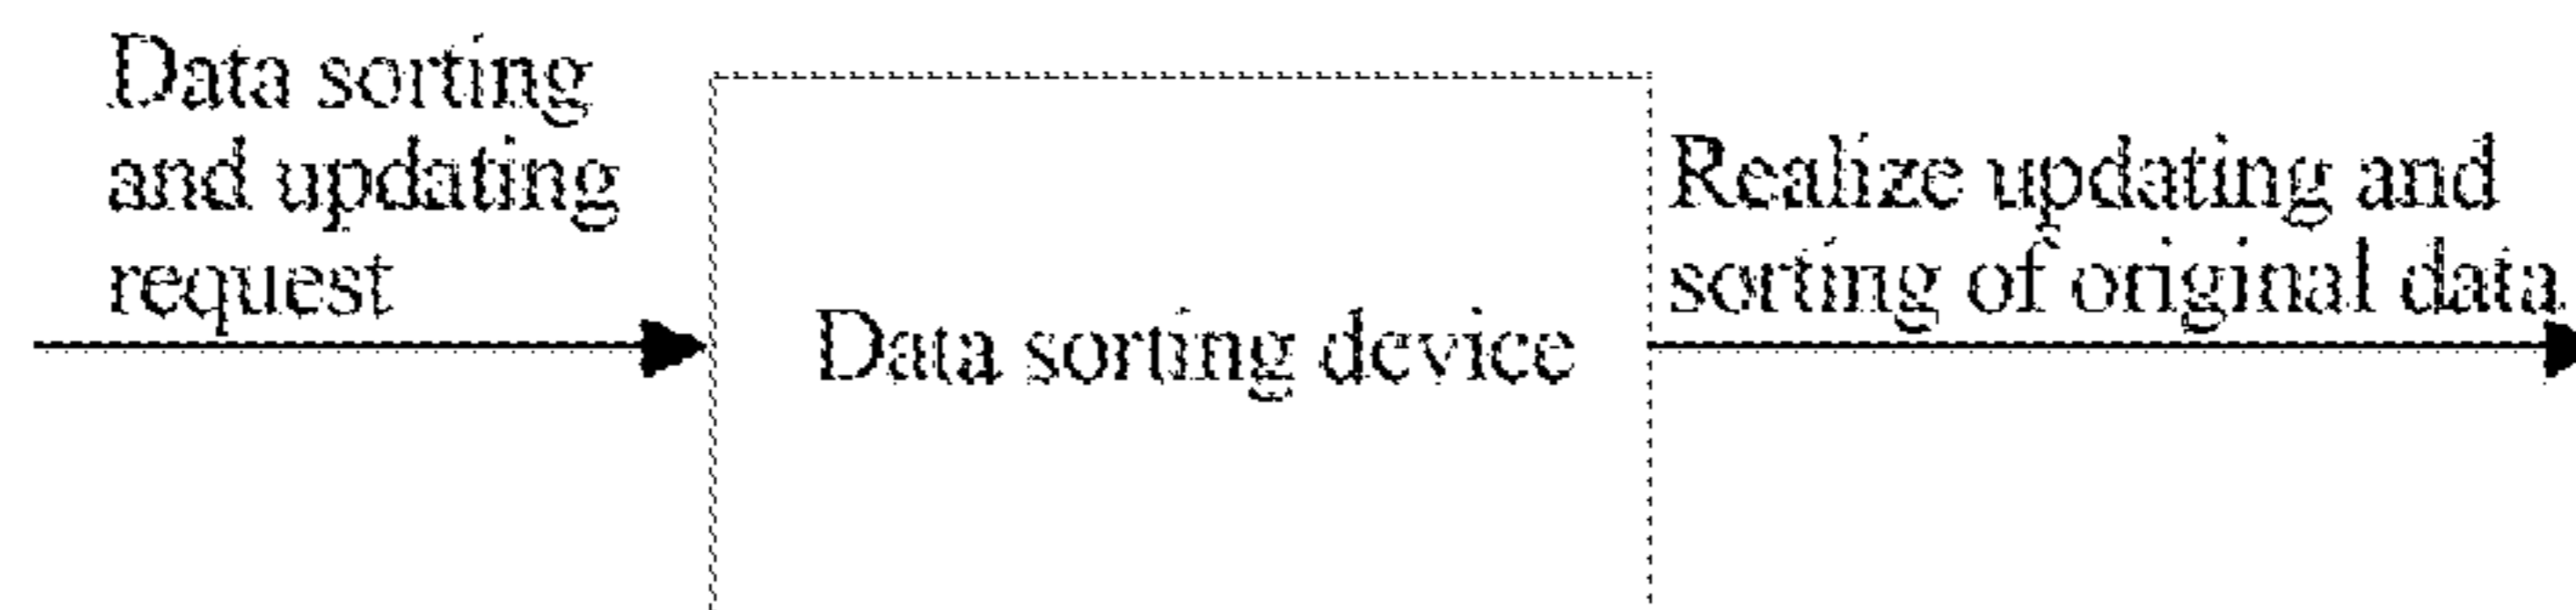 Data sorting
and updating
request
Data sorting device
Realize updating and
sorting of original data